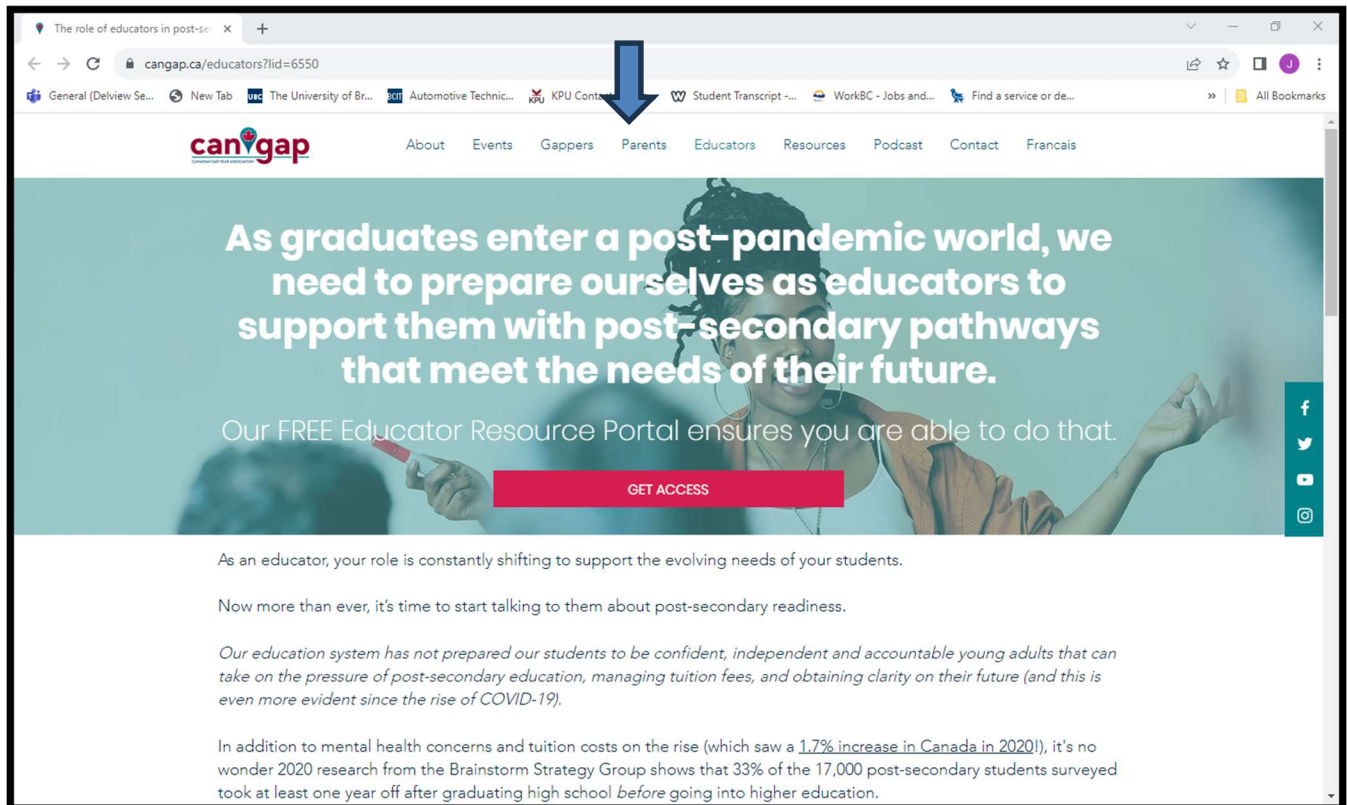 The role of educators in post-se
cangap.ca/educators?lid=6550
J
General (Delview Se... New Tab UBC The University of Br... BCIT Automotive Technic... KPU KPU Conta Student Transcript -... WorkBC - Jobs and... Find a service or de... » All Bookmarks
can gap
CANADIAN GAP YEAR ASSOCIATION
About Events Gappers Parents Educators Resources Podcast Contact Francais
As graduates enter a post-pandemic world, we
need to prepare ourselves as educators to
support them with post-secondary pathways
that meet the needs of their future.
Our FREE Educator Resource Portal ensures you are able to do that.
GET ACCESS
As an educator, your role is constantly shifting to support the evolving needs of your students.
Now more than ever, it's time to start talking to them about post-secondary readiness.
Our education system has not prepared our students to be confident, independent and accountable young adults that can
take on the pressure of post-secondary education, managing tuition fees, and obtaining clarity on their future (and this is
even more evident since the rise of COVID-19).
In addition to mental health concerns and tuition costs on the rise (which saw a 1.7% increase in Canada in 2020!), it's no
wonder 2020 research from the Brainstorm Strategy Group shows that 33% of the 17,000 post-secondary students surveyed
took at least one year off after graduating high school before going into higher education.